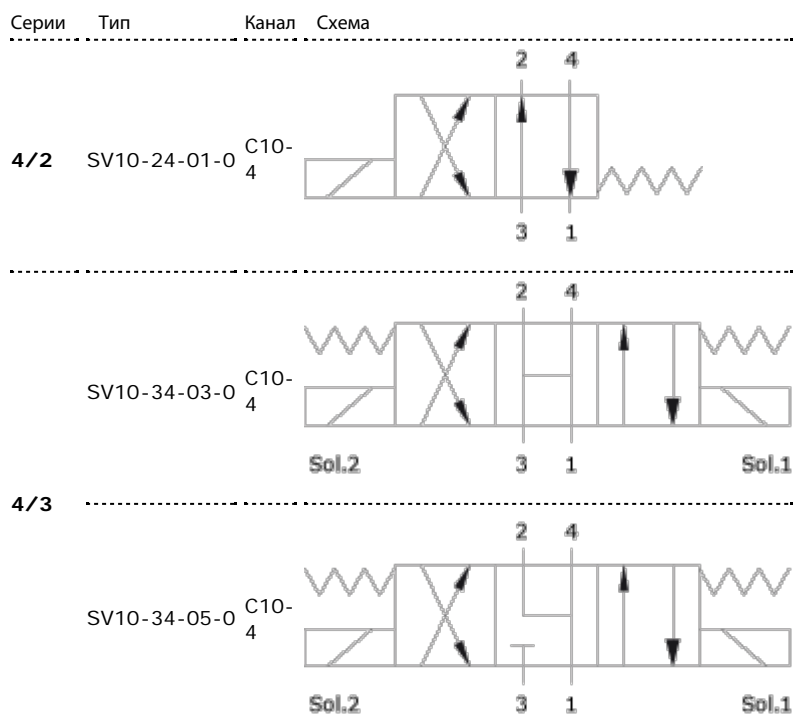 Серии Тип Канал Схема
2 4
4/2 SV10-24-01-0 C10-
4
3 1
2 4
SV10-34-03-0 C10-
4
Sol.2 3 1 Sol.1
4/3
2 4
SV10-34-05-0 C10-
4
Sol.2 3 1 Sol.1